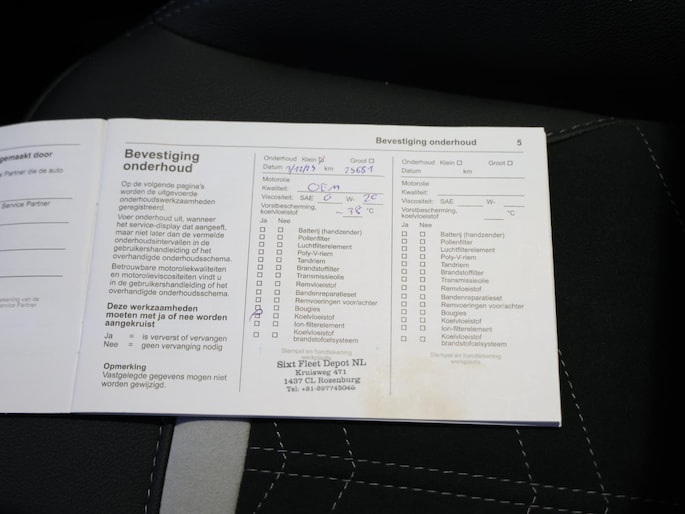 gemaakt door
Partner die de auto
Service Partner
Service Partner
Bevestiging onderhoud 5
Bevestiging
onderhoud
Op de volgende pagina's
worden de uitgevoerde
onderhoudswerkzaamheden
geregistreerd.
Voer onderhoud uit, wanneer
het service-display dat aangeeft,
maar niet later dan de vermelde
onderhoudsintervallen in de
gebruikershandleiding of het
overhandigde onderhoudsschema.
Betrouwbare motoroliekwaliteiten
en motorolieviscositeiten vindt u
in de gebruikershandleiding of het
overhandigde onderhoudsschema.
Deze werkzaamheden
moeten met ja of nee worden
aangekruist
Ja = is ververst of vervangen
Nee = geen vervanging nodig
Opmerking
Vastgelegde gegevens mogen niet
worden gewijzigd.
Onderhoud Klein Groot
Datum km
Motorolie
Kwaliteit: OEM
Viscositeit: SAE 0 W- 20
Vorstbescherming,
koelvloeistof -38 °C
Ja Nee
Batterij (handzender)
Pollenfilter
Luchtfilterelement
Poly-V-riem
Tandriem
Brandstoffilter
Transmissieolie
Remvloeistof
Bandenreparatieset
Remvoeringen voor/achter
Bougies
Koelvloeistof
Ion-filterelement
Koelvloeistof
brandstofcelsysteem
Stempel en handtekening
Sixt Fleet Depot NL
Kruisweg 471
1437 CL Rozenburg
Onderhoud Klein Groot
Datum km
Motorolie
Kwaliteit:
Viscositeit: SAE W-
Vorstbescherming,
koelvloeistof °C
Ja Nee
Batterij (handzender)
Pollenfilter
Luchtfilterelement
Poly-V-riem
Tandriem
Brandstoffilter
Transmissieolie
Remvloeistof
Bandenreparatieset
Remvoeringen voor/achter
Bougies
Koelvloeistof
Ion-filterelement
Koelvloeistof
brandstofcelsysteem
Stempel en handtekening
werkplaats